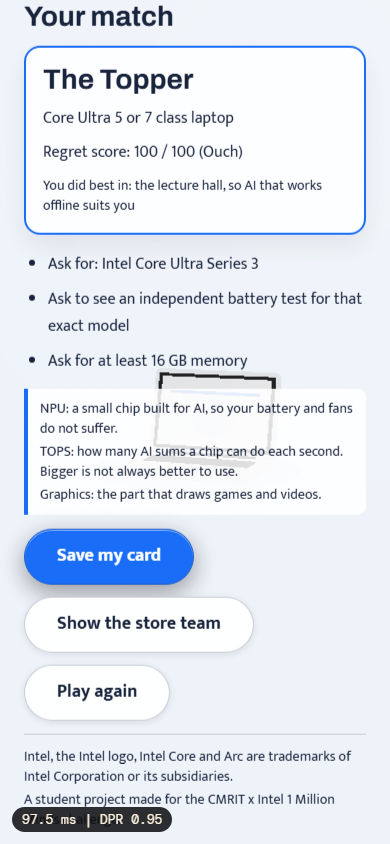 Your match
The Topper
Core Ultra 5 or 7 class laptop
Regret score: 100 / 100 (Ouch)
You did best in: the lecture hall, so AI that works
offline suits you
Ask for: Intel Core Ultra Series 3
Ask to see an independent battery test for that
exact model
Ask for at least 16 GB memory
NPU: a small chip built for AI, so your battery and fans
do not suffer.
TOPS: how many AI sums a chip can do each second.
Bigger is not always better to use.
Graphics: the part that draws games and videos.
Save my card
Show the store team
Play again
Intel, the Intel logo, Intel Core and Arc are trademarks of
Intel Corporation or its subsidiaries.
A student project made for the CMRIT x Intel 1 Million
97.5 ms | DPR 0.95